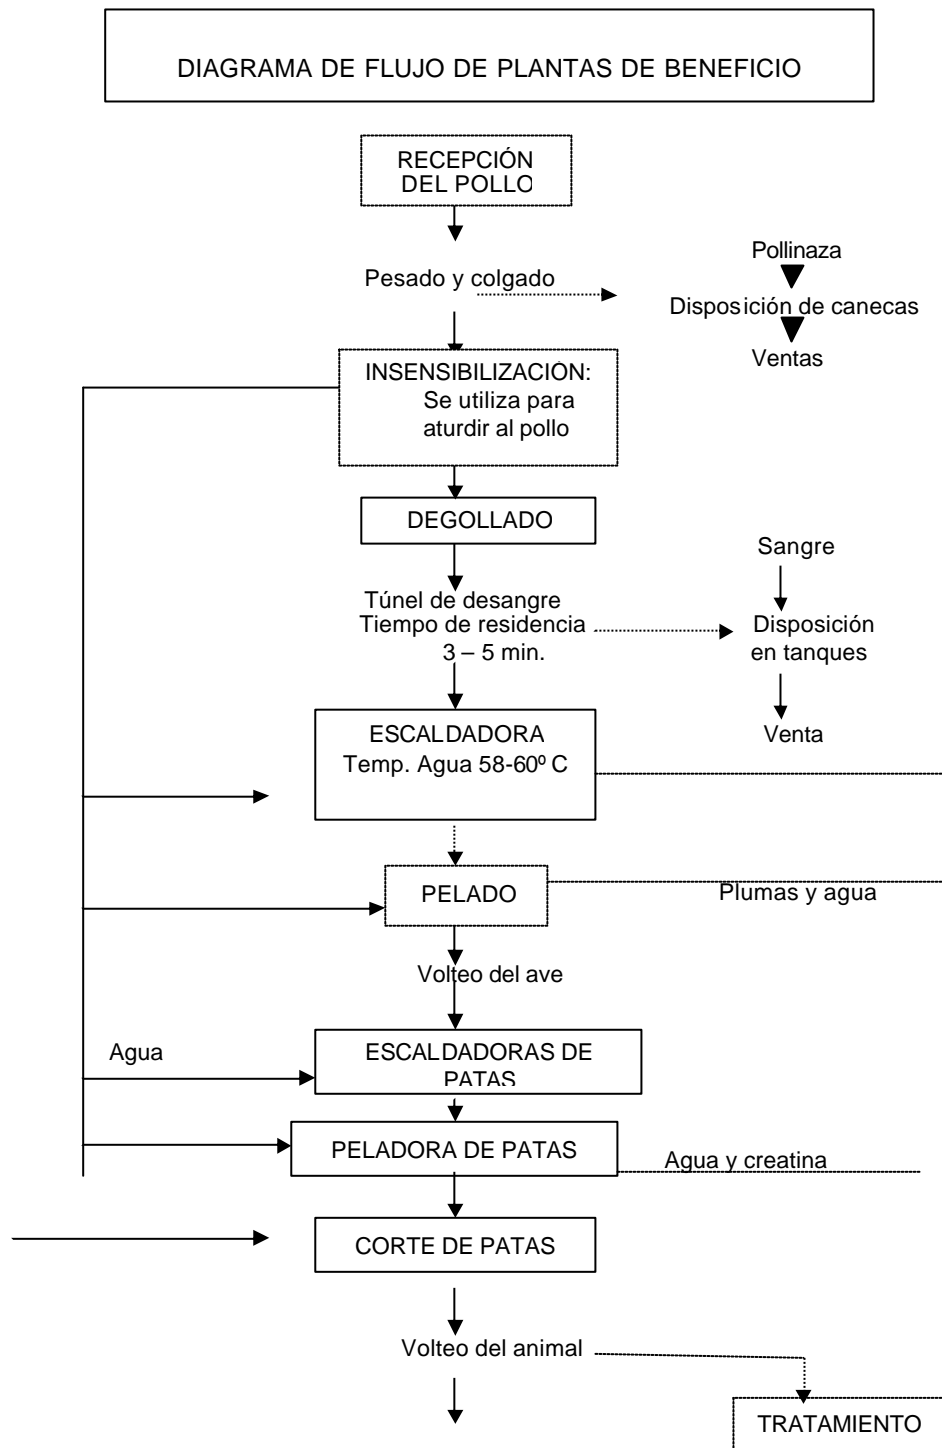 DIAGRAMA DE FLUJO DE PLANTAS DE BENEFICIO
RECEPCIÓN
DEL POLLO
Pesado y colgado
Pollinaza
Disposición de canecas
Ventas
INSENSIBILIZACIÓN:
Se utiliza para
aturdir al pollo
DEGOLLADO
Túnel de desangre
Tiempo de residencia
3 – 5 min.
Sangre
Disposición
en tanques
Venta
ESCALDADORA
Temp. Agua 58-60º C
PELADO
Plumas y agua
Volteo del ave
Agua
ESCALDADORAS DE
PATAS
PELADORA DE PATAS
Agua y creatina
CORTE DE PATAS
Volteo del animal
TRATAMIENTO